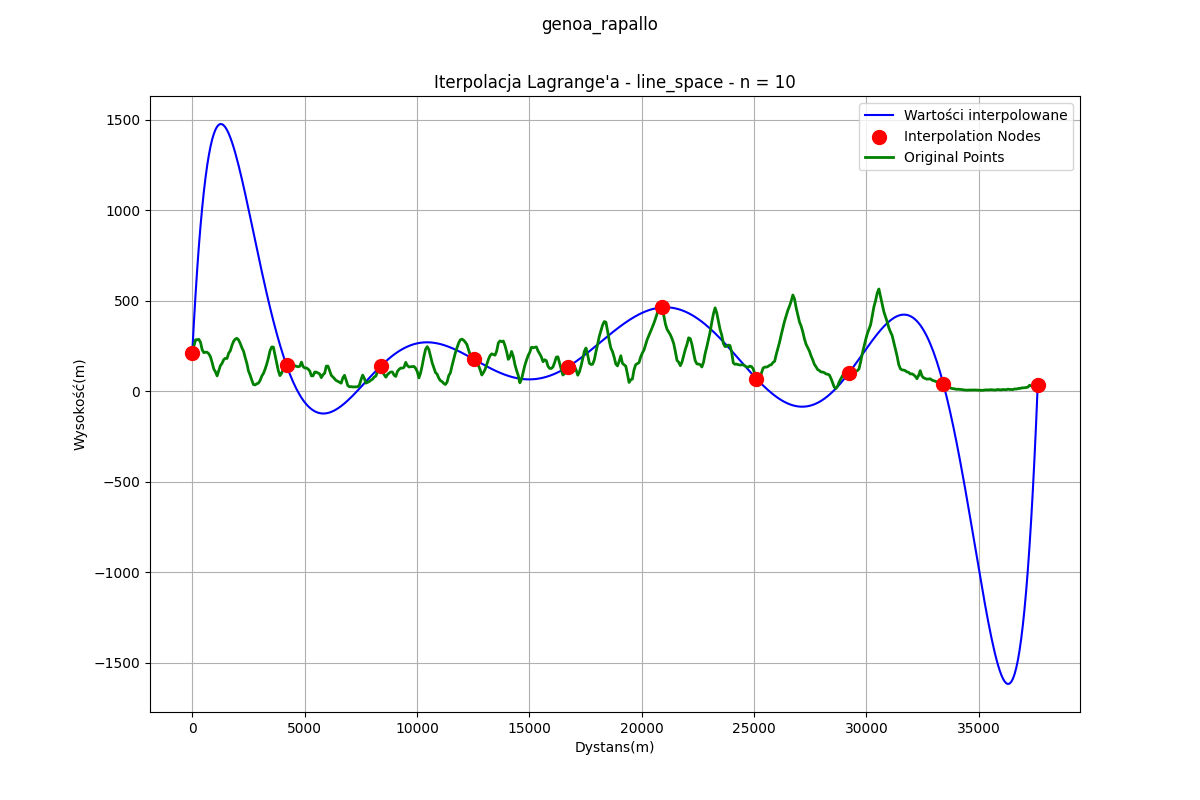 genoa_rapallo
Iterpolacja Lagrange'a - line_space - n = 10
Wartości interpolowane
Interpolation Nodes
Original Points
Wysokość(m)
1500
1000
500
0
−500
−1000
−1500
0 5000 10000 15000 20000 25000 30000 35000
Dystans(m)